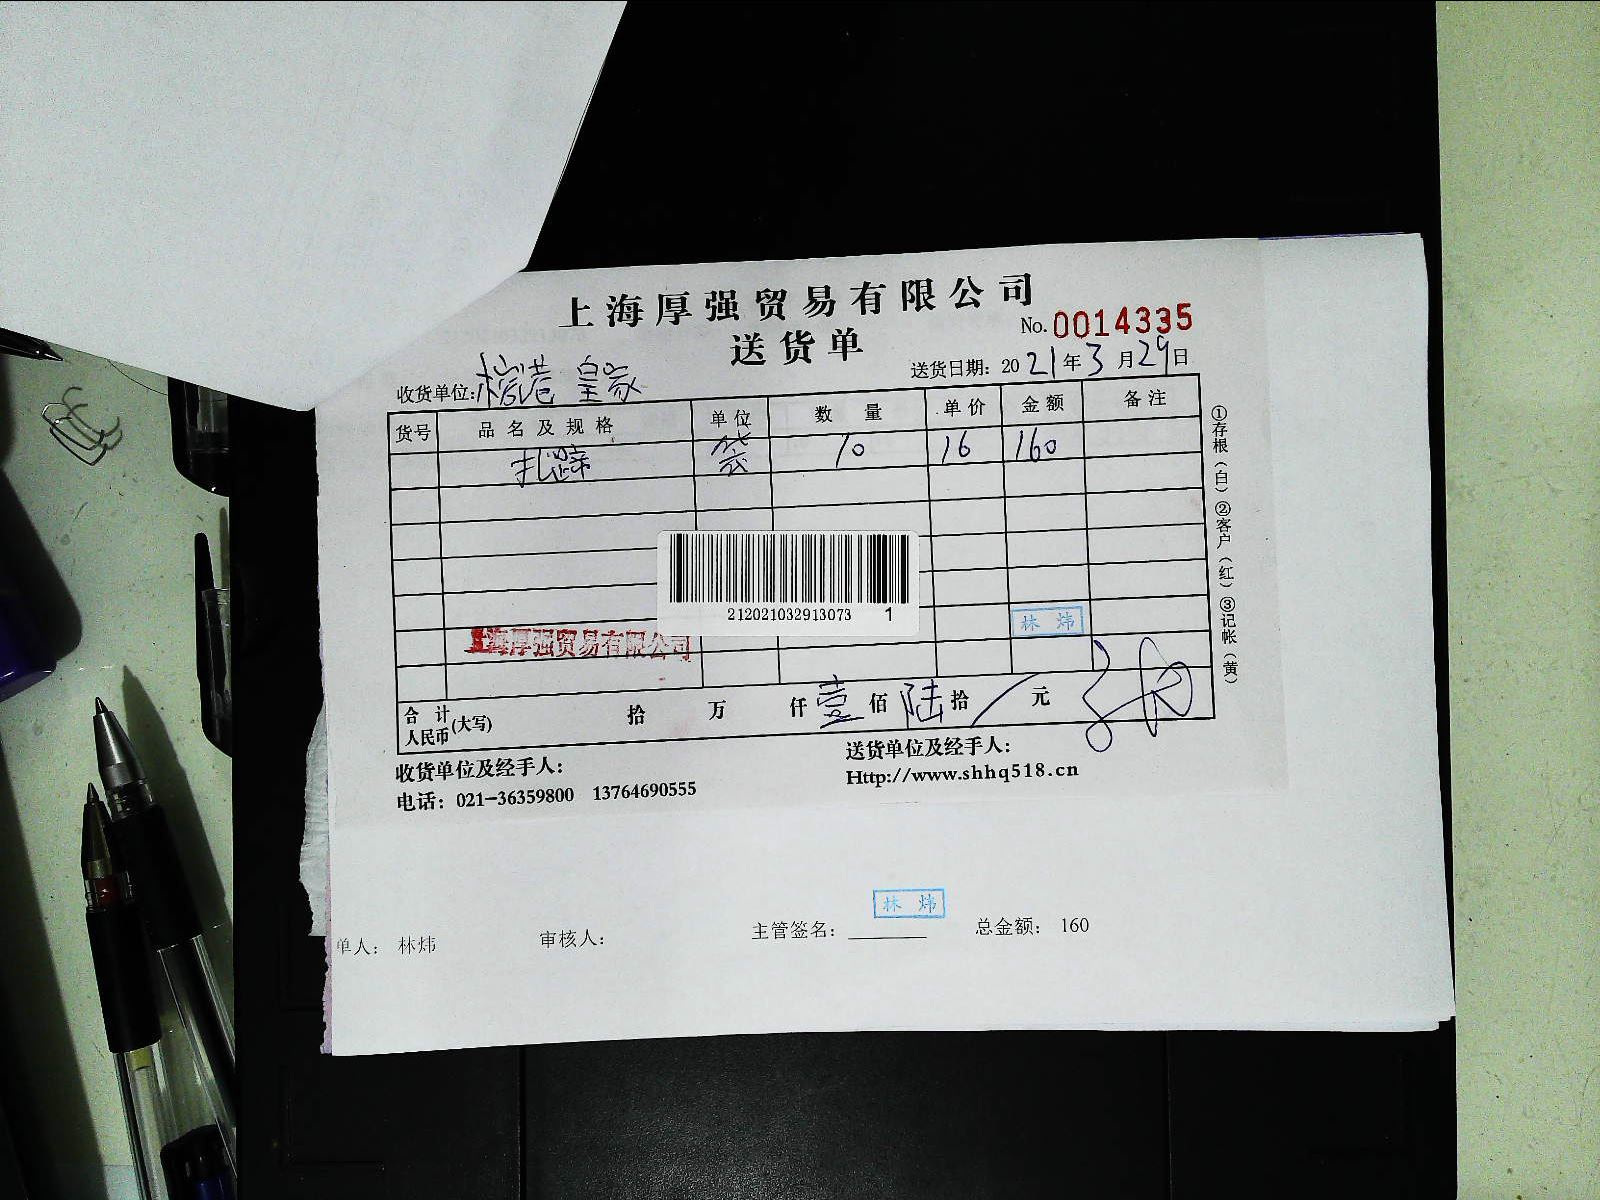 上海厚强贸易有限公司
送货单
No. 0014335
收货单位: 港 皇家
送货日期: 2021年3月29日
货号 品名及规格 单位 数量 单价 金额 备注
扎蹄 袋 10 16 160
212021032913073 1
林炜
上海厚强贸易有限公司
合计人民币(大写) 拾 万 仟 壹 佰 陆 拾 / 元
收货单位及经手人:
送货单位及经手人:
电话: 021-36359800 13764690555
Http://www.shhq518.cn
①存根(白) ②客户(红) ③记帐(黄)
林炜
单人: 林炜 审核人: 主管签名: 总金额: 160